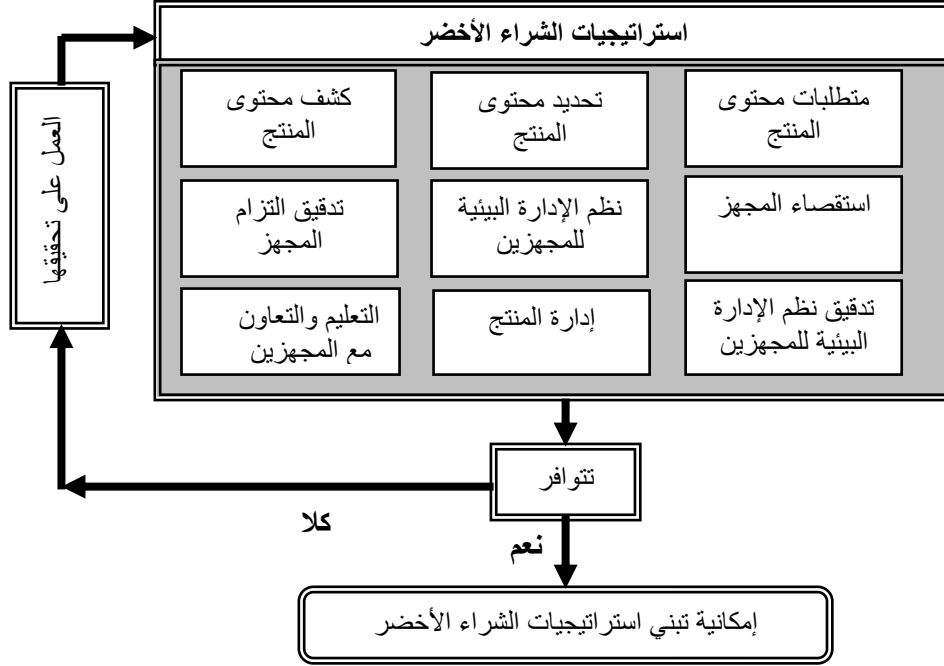 استراتيجيات الشراء الأخضر
متطلبات محتوى
المنتج
تحديد محتوى
المنتج
كشف محتوى
المنتج
استقصاء المجهز
نظم الإدارة البيئية
للمجهزين
تدقيق التزام
المجهز
تدقيق نظم الإدارة
البيئية للمجهزين
إدارة المنتج
التعليم والتعاون
مع المجهزين
العمل على تحقيقها
تتوافر
كلا
نعم
إمكانية تبني استراتيجيات الشراء الأخضر